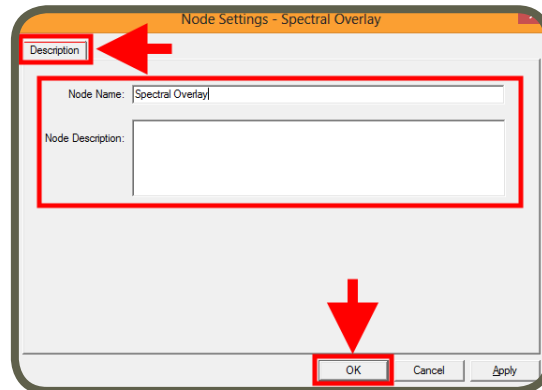 Node Settings - Spectral Overlay
Description
Node Name: Spectral Overlay
Node Description:
OK Cancel Apply